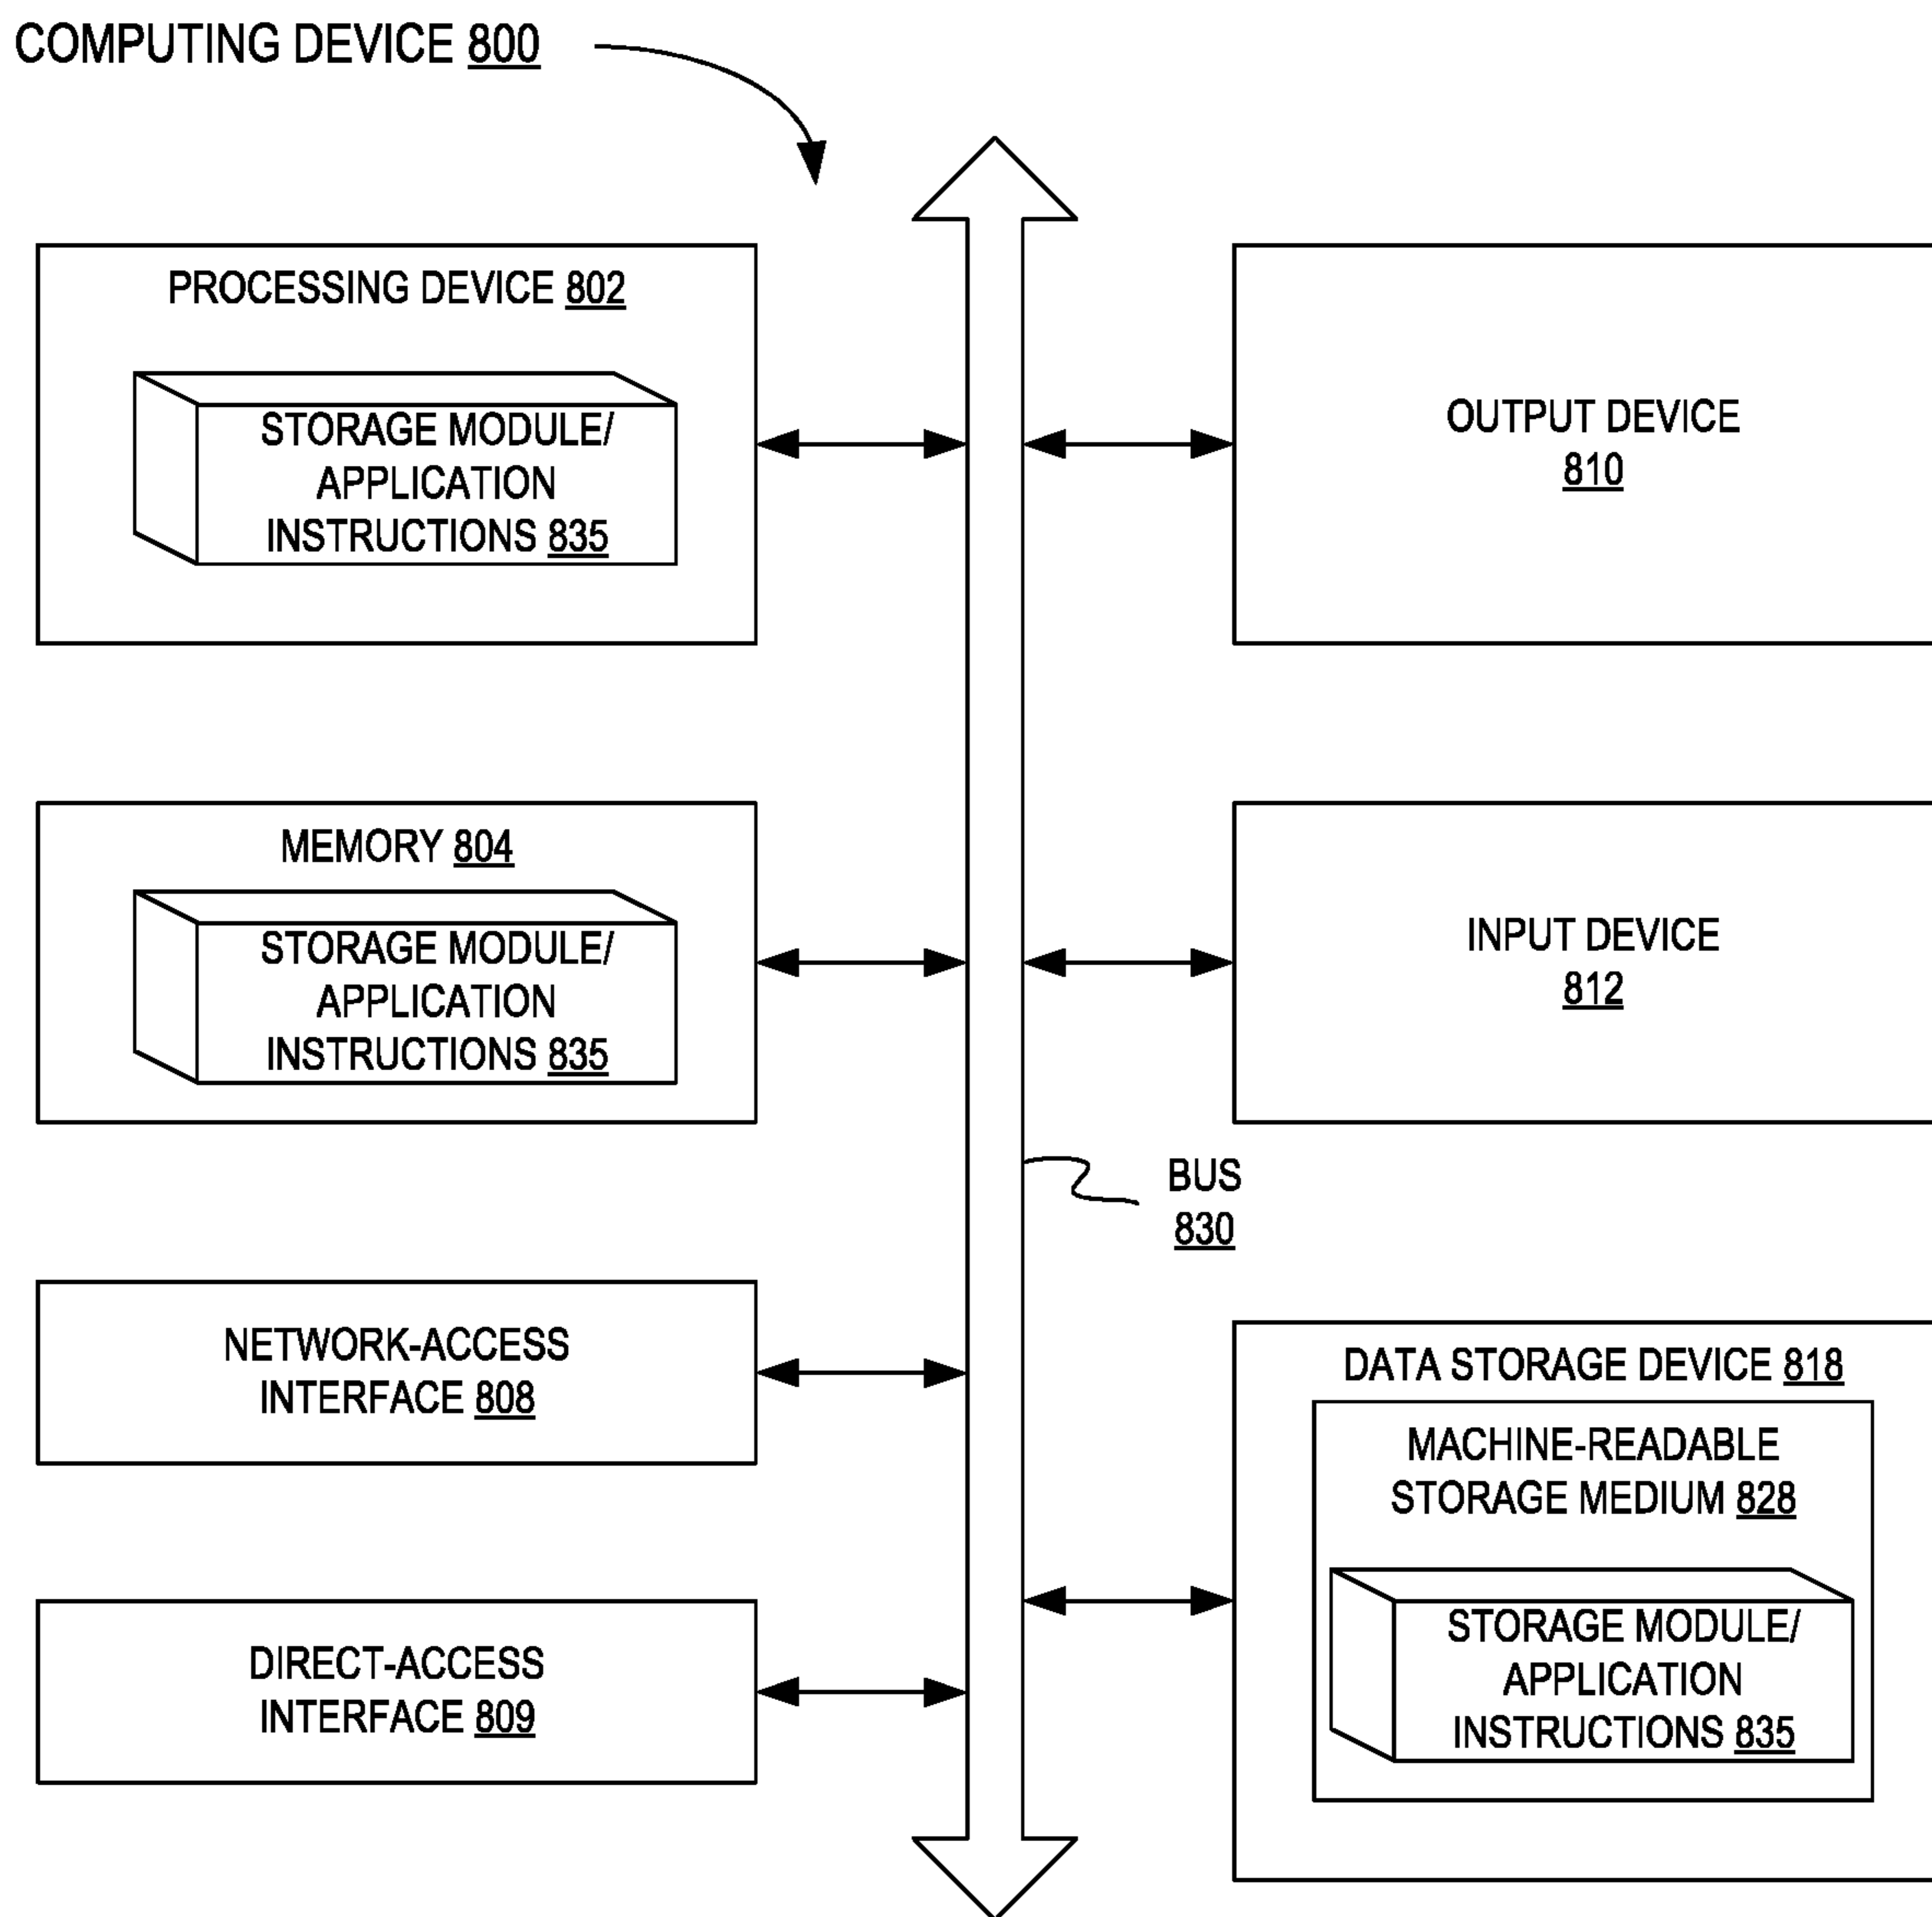 COMPUTING DEVICE 800
PROCESSING DEVICE 802
STORAGE MODULE/
APPLICATION
INSTRUCTIONS 835
OUTPUT DEVICE
810
MEMORY 804
STORAGE MODULE/
APPLICATION
INSTRUCTIONS 835
INPUT DEVICE
812
BUS
830
NETWORK-ACCESS
INTERFACE 808
DIRECT-ACCESS
INTERFACE 809
DATA STORAGE DEVICE 818
MACHINE-READABLE
STORAGE MEDIUM 828
STORAGE MODULE/
APPLICATION
INSTRUCTIONS 835